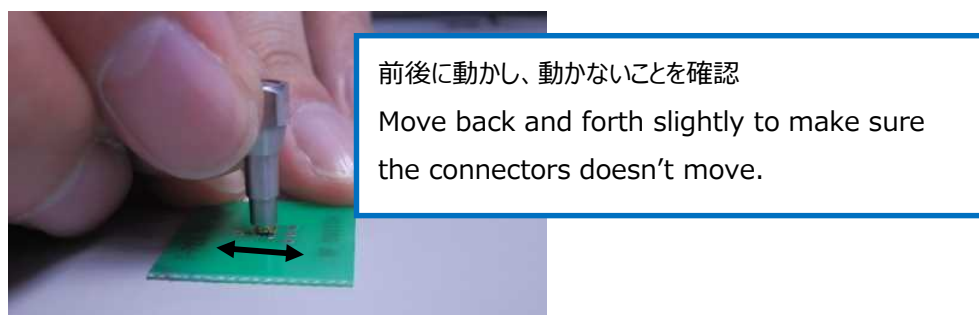 前後に動かし、動かないことを確認
Move back and forth slightly to make sure
the connectors doesn’t move.